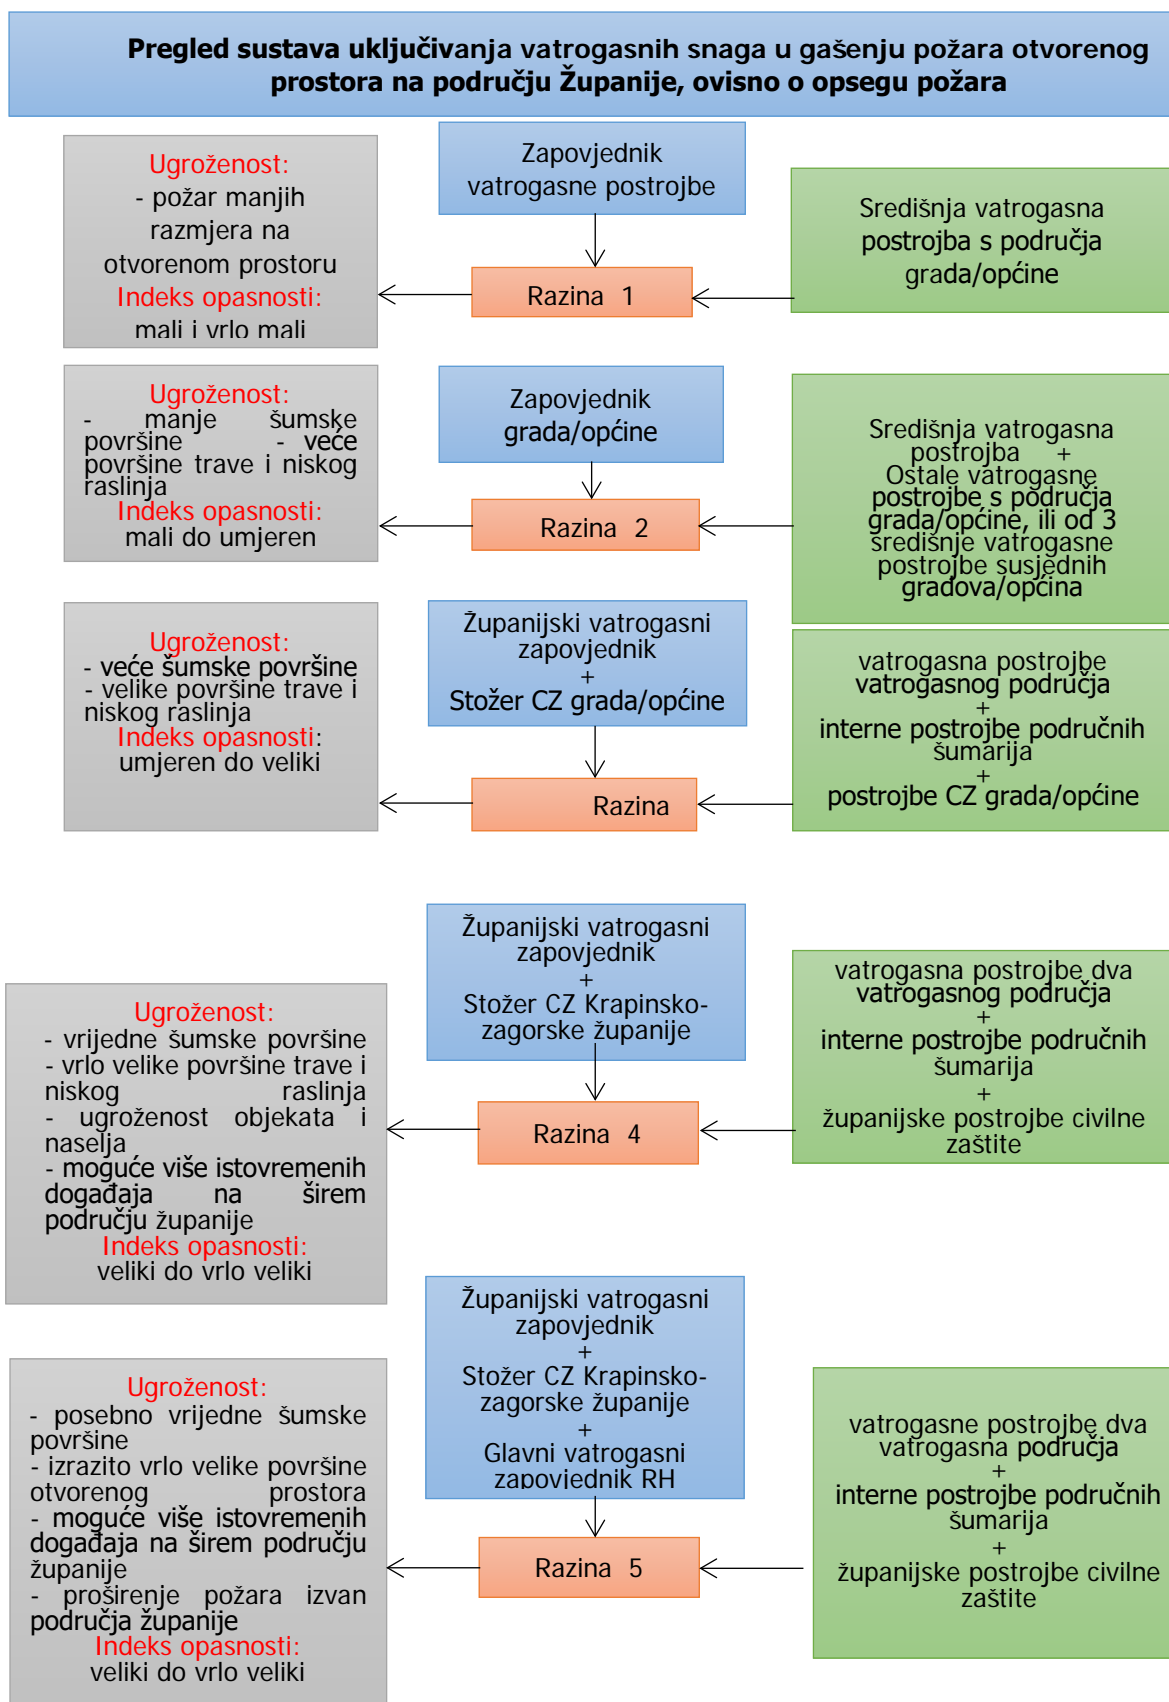 Pregled sustava uključivanja vatrogasnih snaga u gašenju požara otvorenog
prostora na području Županije, ovisno o opsegu požara
Ugroženost:
- požar manjih
razmjera na
otvorenom prostoru
Indeks opasnosti:
mali i vrlo mali
Zapovjednik
vatrogasne postrojbe
Razina 1
Središnja vatrogasna
postrojba s područja
grada/općine
Ugroženost:
- manje šumske
površine - veće
površine trave i niskog
raslinja
Indeks opasnosti:
mali do umjeren
Zapovjednik
grada/općine
Razina 2
Središnja vatrogasna
postrojba +
Ostale vatrogasne
postrojbe s područja
grada/općine, ili od 3
središnje vatrogasne
postrojbe susjednih
gradova/općina
Ugroženost:
- veće šumske površine
- velike površine trave i
niskog raslinja
Indeks opasnosti:
umjeren do veliki
Županijski vatrogasni
zapovjednik
+
Stožer CZ grada/općine
Razina
vatrogasna postrojbe
vatrogasnog područja
+
interne postrojbe područnih
šumarija
+
postrojbe CZ grada/općine
Ugroženost:
- vrijedne šumske površine
- vrlo velike površine trave i
niskog raslinja
- ugroženost objekata i
naselja
- moguće više istovremenih
događaja na širem
području županije
Indeks opasnosti:
veliki do vrlo veliki
Županijski vatrogasni
zapovjednik
+
Stožer CZ Krapinsko-
zagorske županije
Razina 4
vatrogasna postrojbe dva
vatrogasnog područja
+
interne postrojbe područnih
šumarija
+
županijske postrojbe civilne
zaštite
Ugroženost:
- posebno vrijedne šumske
površine
- izrazito vrlo velike površine
otvorenog prostora
- moguće više istovremenih
događaja na širem području
županije
- proširenje požara izvan
područja županije
Indeks opasnosti:
veliki do vrlo veliki
Županijski vatrogasni
zapovjednik
+
Stožer CZ Krapinsko-
zagorske županije
+
Glavni vatrogasni
zapovjednik RH
Razina 5
vatrogasne postrojbe dva
vatrogasna područja
+
interne postrojbe područnih
šumarija
+
županijske postrojbe civilne
zaštite